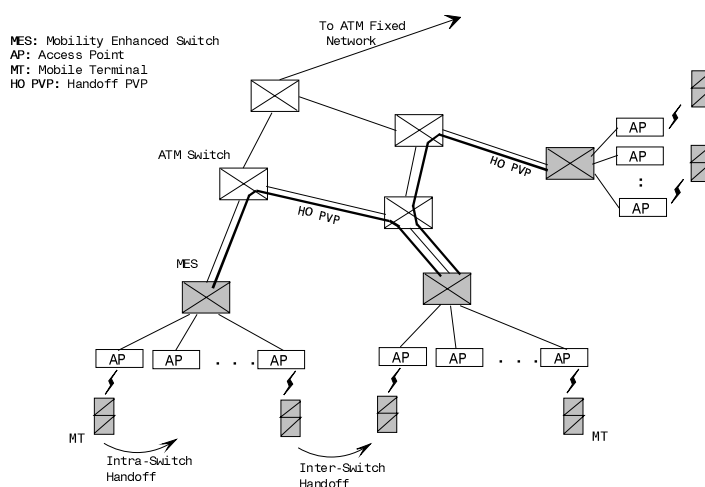 To ATM Fixed
Network
MES: Mobility Enhanced Switch
AP: Access Point
MT: Mobile Terminal
HO PVP: Handoff PVP
AP
ATM Switch
HO PVP
AP
:
HO PVP
AP
MES
AP
AP
. . .
AP
AP
AP
. . .
AP
MT
MT
Intra-Switch
Handoff
Inter-Switch
Handoff